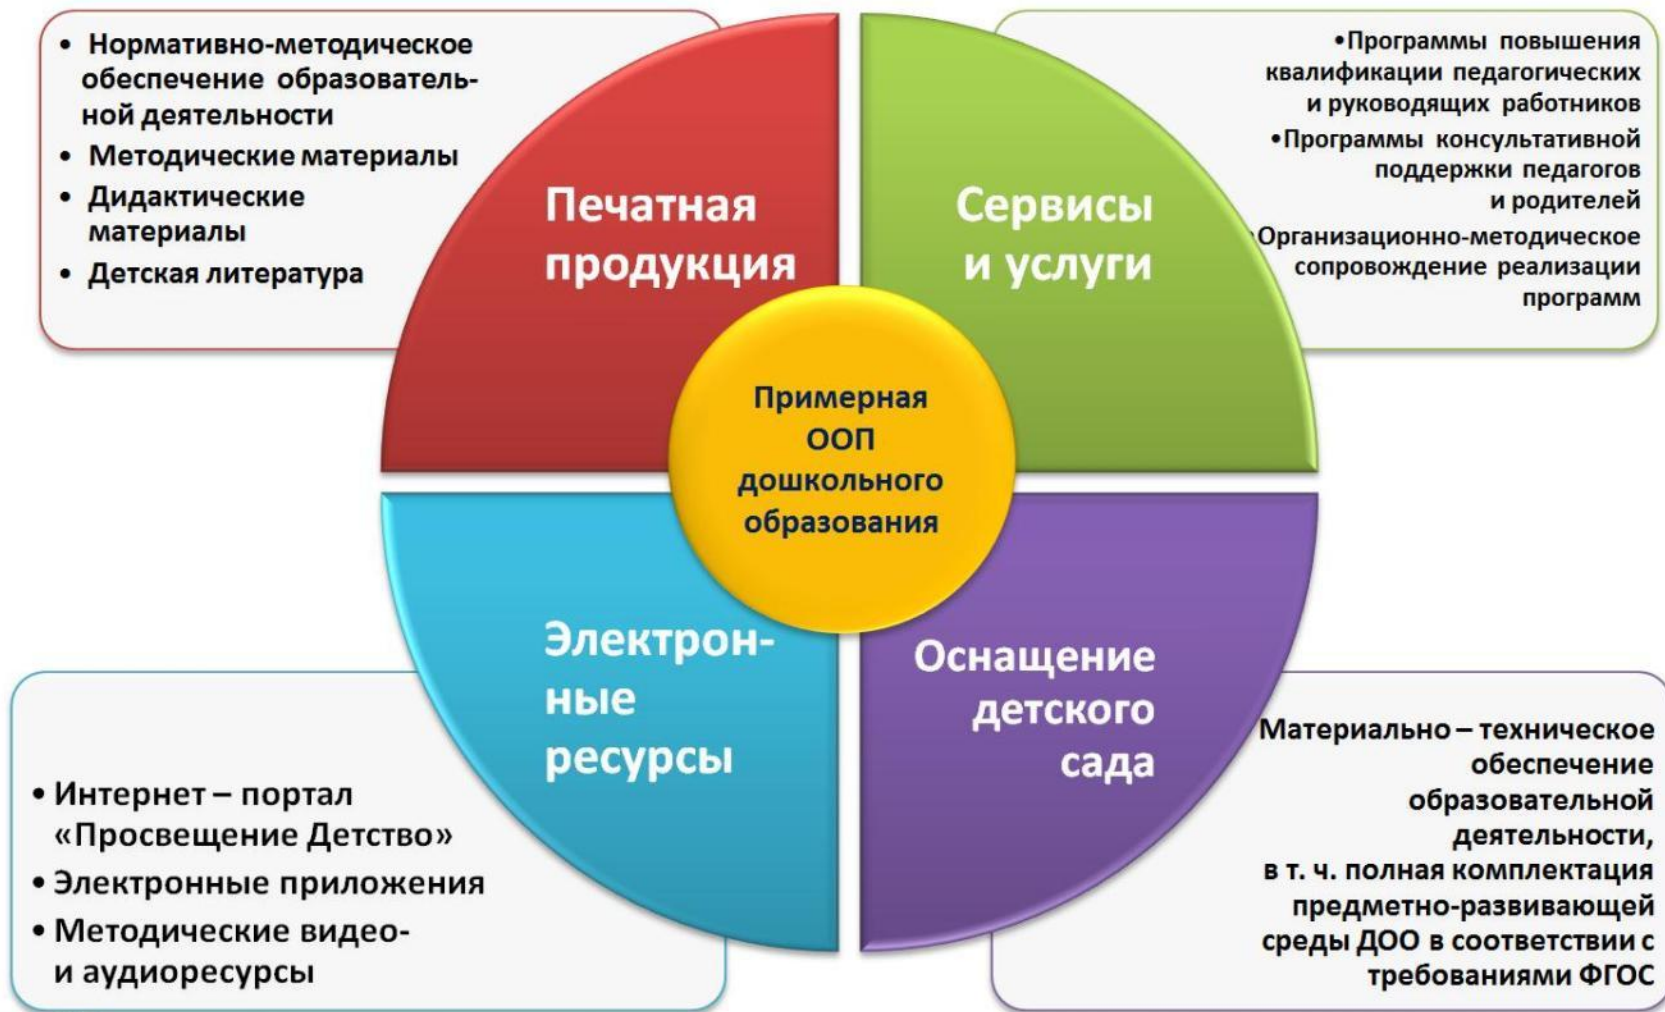 • Нормативно-методическое
обеспечение образователь-
ной деятельности
• Методические материалы
• Дидактические
материалы
• Детская литература
Печатная
продукция
Сервисы
и услуги
•Программы повышения
квалификации педагогических
и руководящих работников
•Программы консультативной
поддержки педагогов
и родителей
•Организационно-методическое
сопровождение реализации
программ
Примерная
ООП
дошкольного
образования
Электрон-
ные
ресурсы
Оснащение
детского
сада
• Интернет – портал
«Просвещение Детство»
• Электронные приложения
• Методические видео-
и аудиоресурсы
Материально – техническое
обеспечение
образовательной
деятельности,
в т. ч. полная комплектация
предметно-развивающей
среды ДОО в соответствии с
требованиями ФГОС